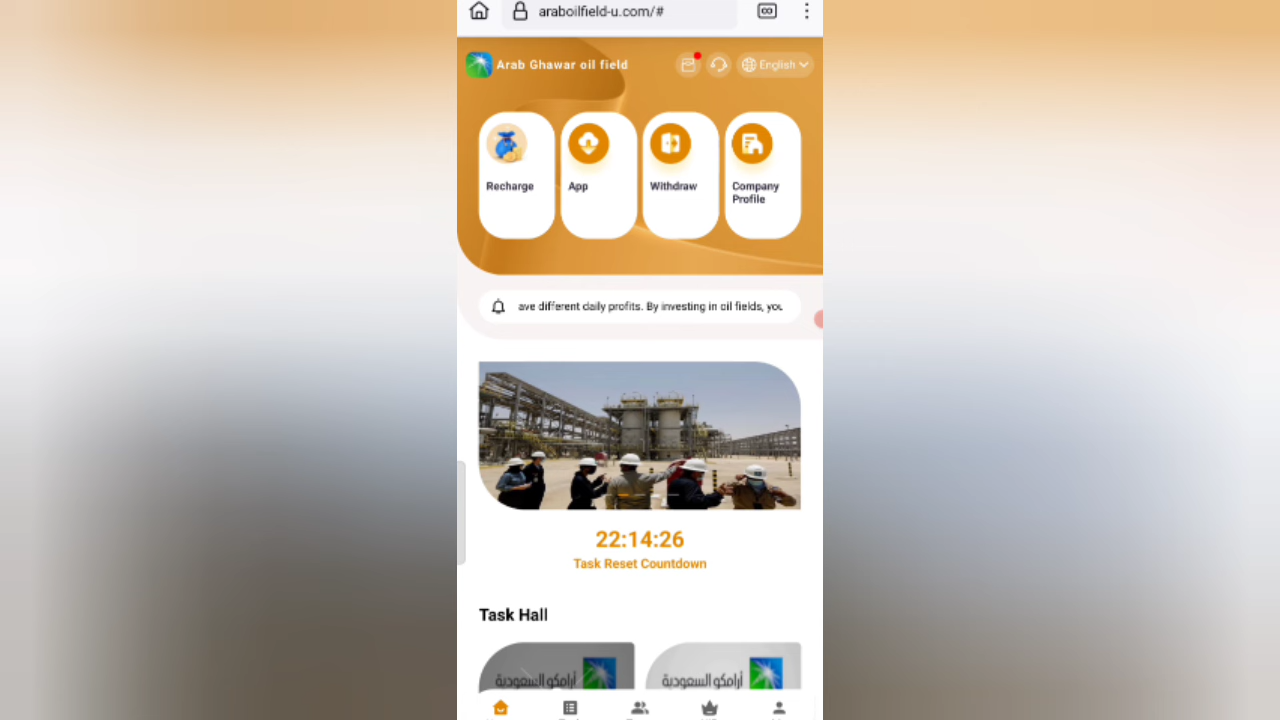 araboilfield-u.com/#
Arab Ghawar oil field
English
Recharge
App
Withdraw
Company
Profile
ave different daily profits. By investing in oil fields, you
22:14:26
Task Reset Countdown
Task Hall
أرامكو السعودية
أرامكو السعودية